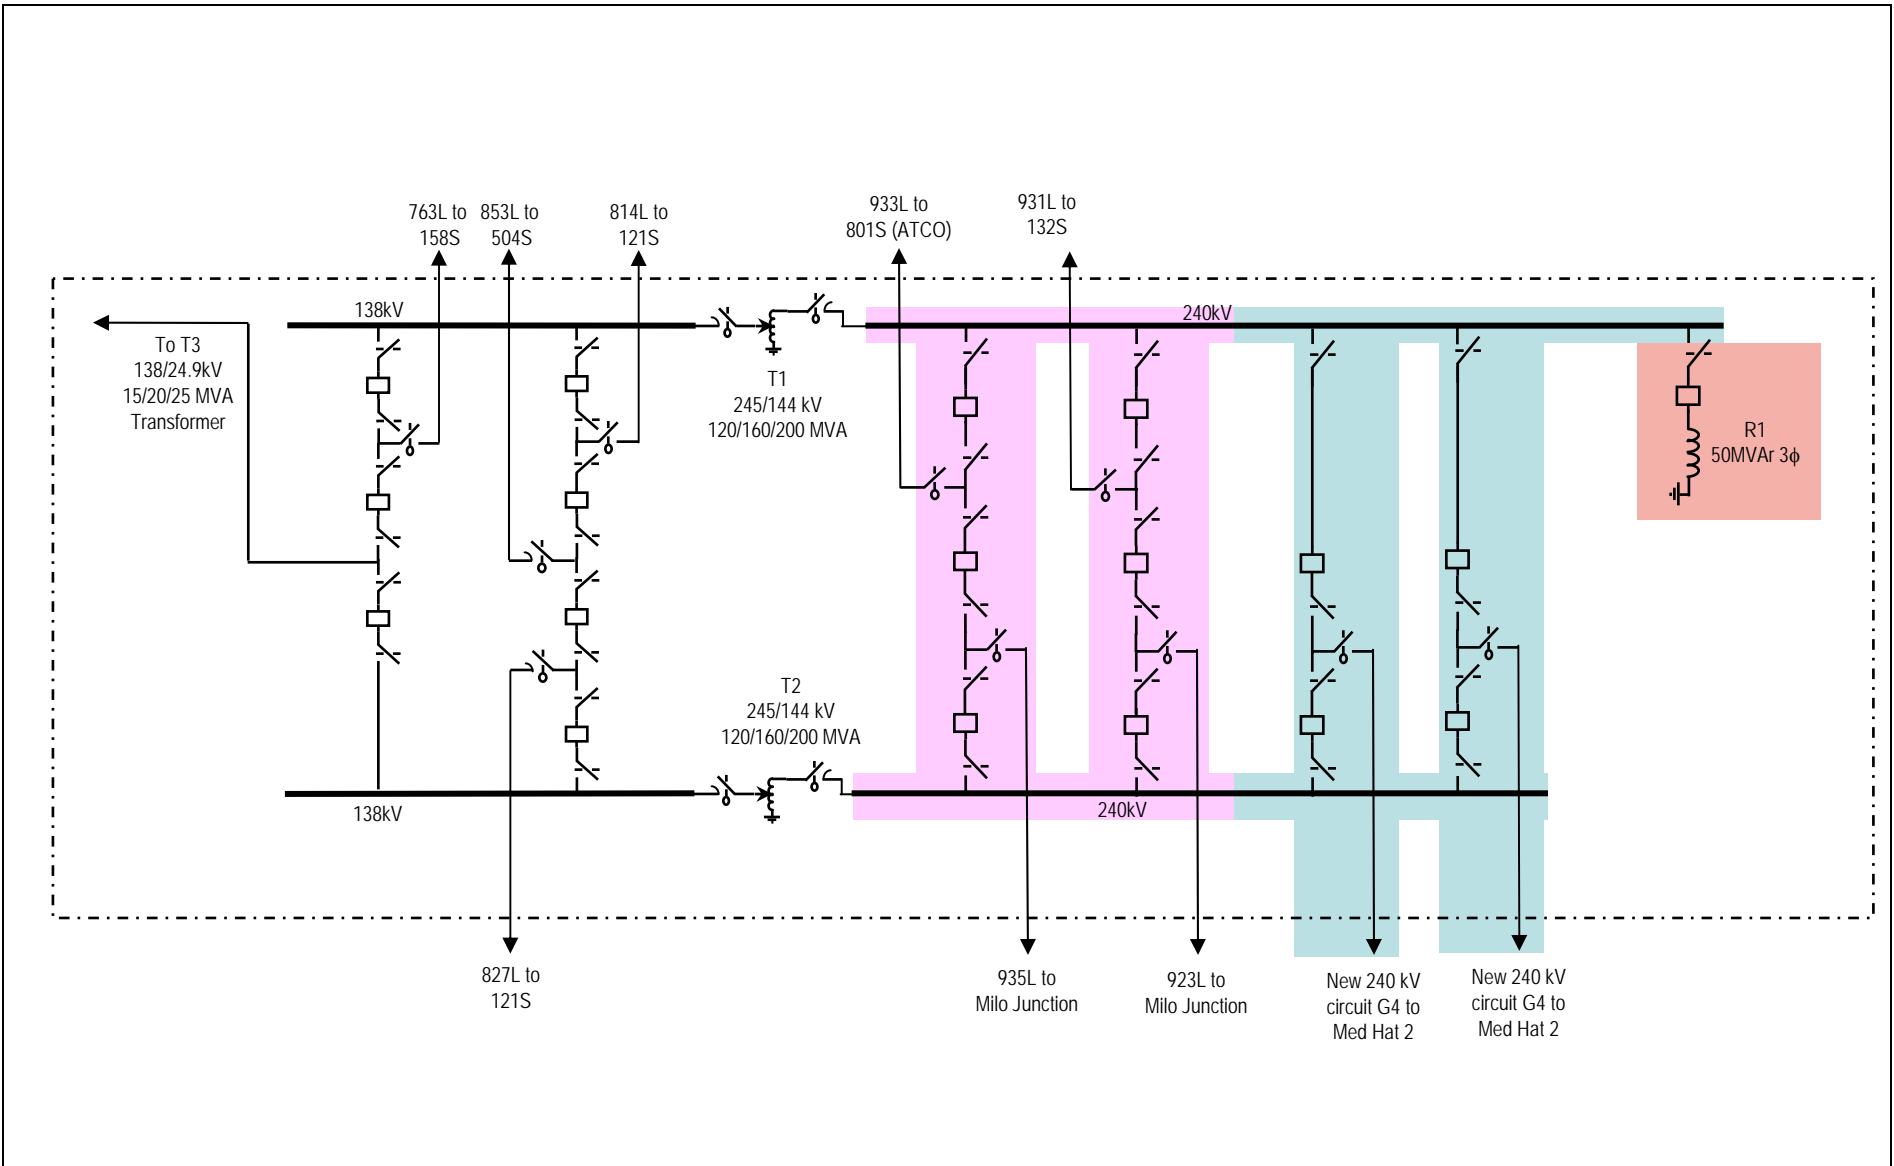 763L to
158S
853L to
504S
814L to
121S
933L to
801S (ATCO)
931L to
132S
138kV
240kV
To T3
138/24.9kV
15/20/25 MVA
Transformer
T1
245/144 kV
120/160/200 MVA
R1
50MVAr 3ϕ
T2
245/144 kV
120/160/200 MVA
138kV
240kV
827L to
121S
935L to
Milo Junction
923L to
Milo Junction
New 240 kV
circuit G4 to
Med Hat 2
New 240 kV
circuit G4 to
Med Hat 2